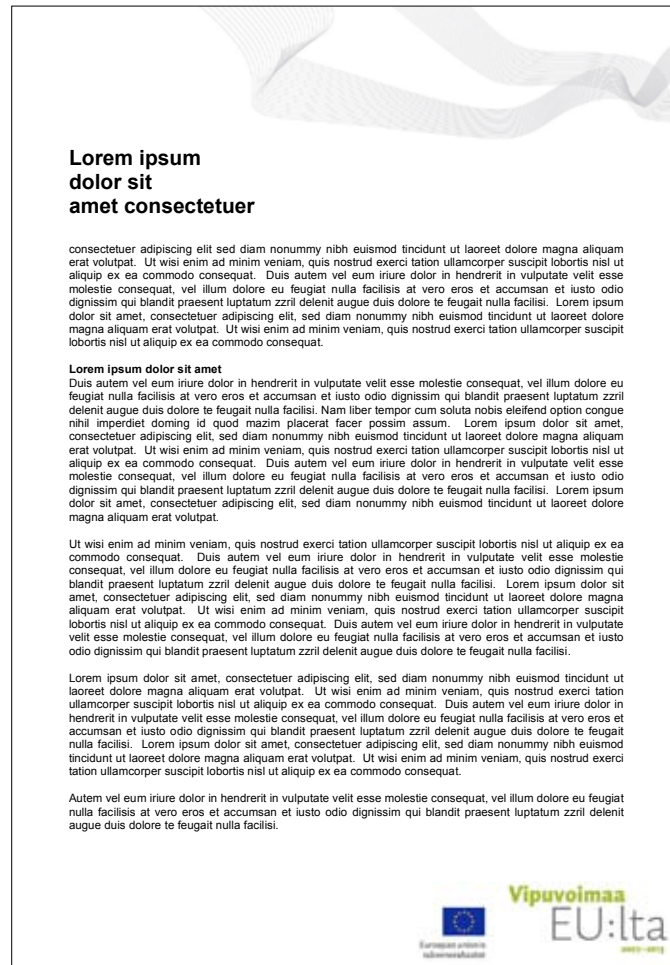 Lorem ipsum
dolor sit
amet consectetuer
consectetuer adipiscing elit sed diam nonummy nibh euismod tincidunt ut laoreet dolore magna aliquam
erat volutpat. Ut wisi enim ad minim veniam, quis nostrud exerci tation ullamcorper suscipit lobortis nisl ut
aliquip ex ea commodo consequat. Duis autem vel eum iriure dolor in hendrerit in vulputate velit esse
molestie consequat, vel illum dolore eu feugiat nulla facilisis at vero eros et accumsan et iusto odio
dignissim qui blandit praesent luptatum zzril delenit augue duis dolore te feugait nulla facilisi. Lorem ipsum
dolor sit amet, consectetuer adipiscing elit, sed diam nonummy nibh euismod tincidunt ut laoreet dolore
magna aliquam erat volutpat. Ut wisi enim ad minim veniam, quis nostrud exerci tation ullamcorper suscipit
lobortis nisl ut aliquip ex ea commodo consequat.
Lorem ipsum dolor sit amet
Duis autem vel eum iriure dolor in hendrerit in vulputate velit esse molestie consequat, vel illum dolore eu
feugiat nulla facilisis at vero eros et accumsan et iusto odio dignissim qui blandit praesent luptatum zzril
delenit augue duis dolore te feugait nulla facilisi. Nam liber tempor cum soluta nobis eleifend option congue
nihil imperdiet doming id quod mazim placerat facer possim assum. Lorem ipsum dolor sit amet,
consectetuer adipiscing elit, sed diam nonummy nibh euismod tincidunt ut laoreet dolore magna aliquam
erat volutpat. Ut wisi enim ad minim veniam, quis nostrud exerci tation ullamcorper suscipit lobortis nisl ut
aliquip ex ea commodo consequat. Duis autem vel eum iriure dolor in hendrerit in vulputate velit esse
molestie consequat, vel illum dolore eu feugiat nulla facilisis at vero eros et accumsan et iusto odio
dignissim qui blandit praesent luptatum zzril delenit augue duis dolore te feugait nulla facilisi. Lorem ipsum
dolor sit amet, consectetuer adipiscing elit, sed diam nonummy nibh euismod tincidunt ut laoreet dolore
magna aliquam erat volutpat.
Ut wisi enim ad minim veniam, quis nostrud exerci tation ullamcorper suscipit lobortis nisl ut aliquip ex ea
commodo consequat. Duis autem vel eum iriure dolor in hendrerit in vulputate velit esse molestie
consequat, vel illum dolore eu feugiat nulla facilisis at vero eros et accumsan et iusto odio dignissim qui
blandit praesent luptatum zzril delenit augue duis dolore te feugait nulla facilisi. Lorem ipsum dolor sit
amet, consectetuer adipiscing elit, sed diam nonummy nibh euismod tincidunt ut laoreet dolore magna
aliquam erat volutpat. Ut wisi enim ad minim veniam, quis nostrud exerci tation ullamcorper suscipit
lobortis nisl ut aliquip ex ea commodo consequat. Duis autem vel eum iriure dolor in hendrerit in vulputate
velit esse molestie consequat, vel illum dolore eu feugiat nulla facilisis at vero eros et accumsan et iusto
odio dignissim qui blandit praesent luptatum zzril delenit augue duis dolore te feugait nulla facilisi.
Lorem ipsum dolor sit amet, consectetuer adipiscing elit, sed diam nonummy nibh euismod tincidunt ut
laoreet dolore magna aliquam erat volutpat. Ut wisi enim ad minim veniam, quis nostrud exerci tation
ullamcorper suscipit lobortis nisl ut aliquip ex ea commodo consequat. Duis autem vel eum iriure dolor in
hendrerit in vulputate velit esse molestie consequat, vel illum dolore eu feugiat nulla facilisis at vero eros et
accumsan et iusto odio dignissim qui blandit praesent luptatum zzril delenit augue duis dolore te feugait
nulla facilisi. Lorem ipsum dolor sit amet, consectetuer adipiscing elit, sed diam nonummy nibh euismod
tincidunt ut laoreet dolore magna aliquam erat volutpat. Ut wisi enim ad minim veniam, quis nostrud exerci
tation ullamcorper suscipit lobortis nisl ut aliquip ex ea commodo consequat.
Autem vel eum iriure dolor in hendrerit in vulputate velit esse molestie consequat, vel illum dolore eu feugiat
nulla facilisis at vero eros et accumsan et iusto odio dignissim qui blandit praesent luptatum zzril delenit
augue duis dolore te feugait nulla facilisi.
Vipuvoimaa
EU:lta
2007–2013
Euroopan unionin
rakennerahastot